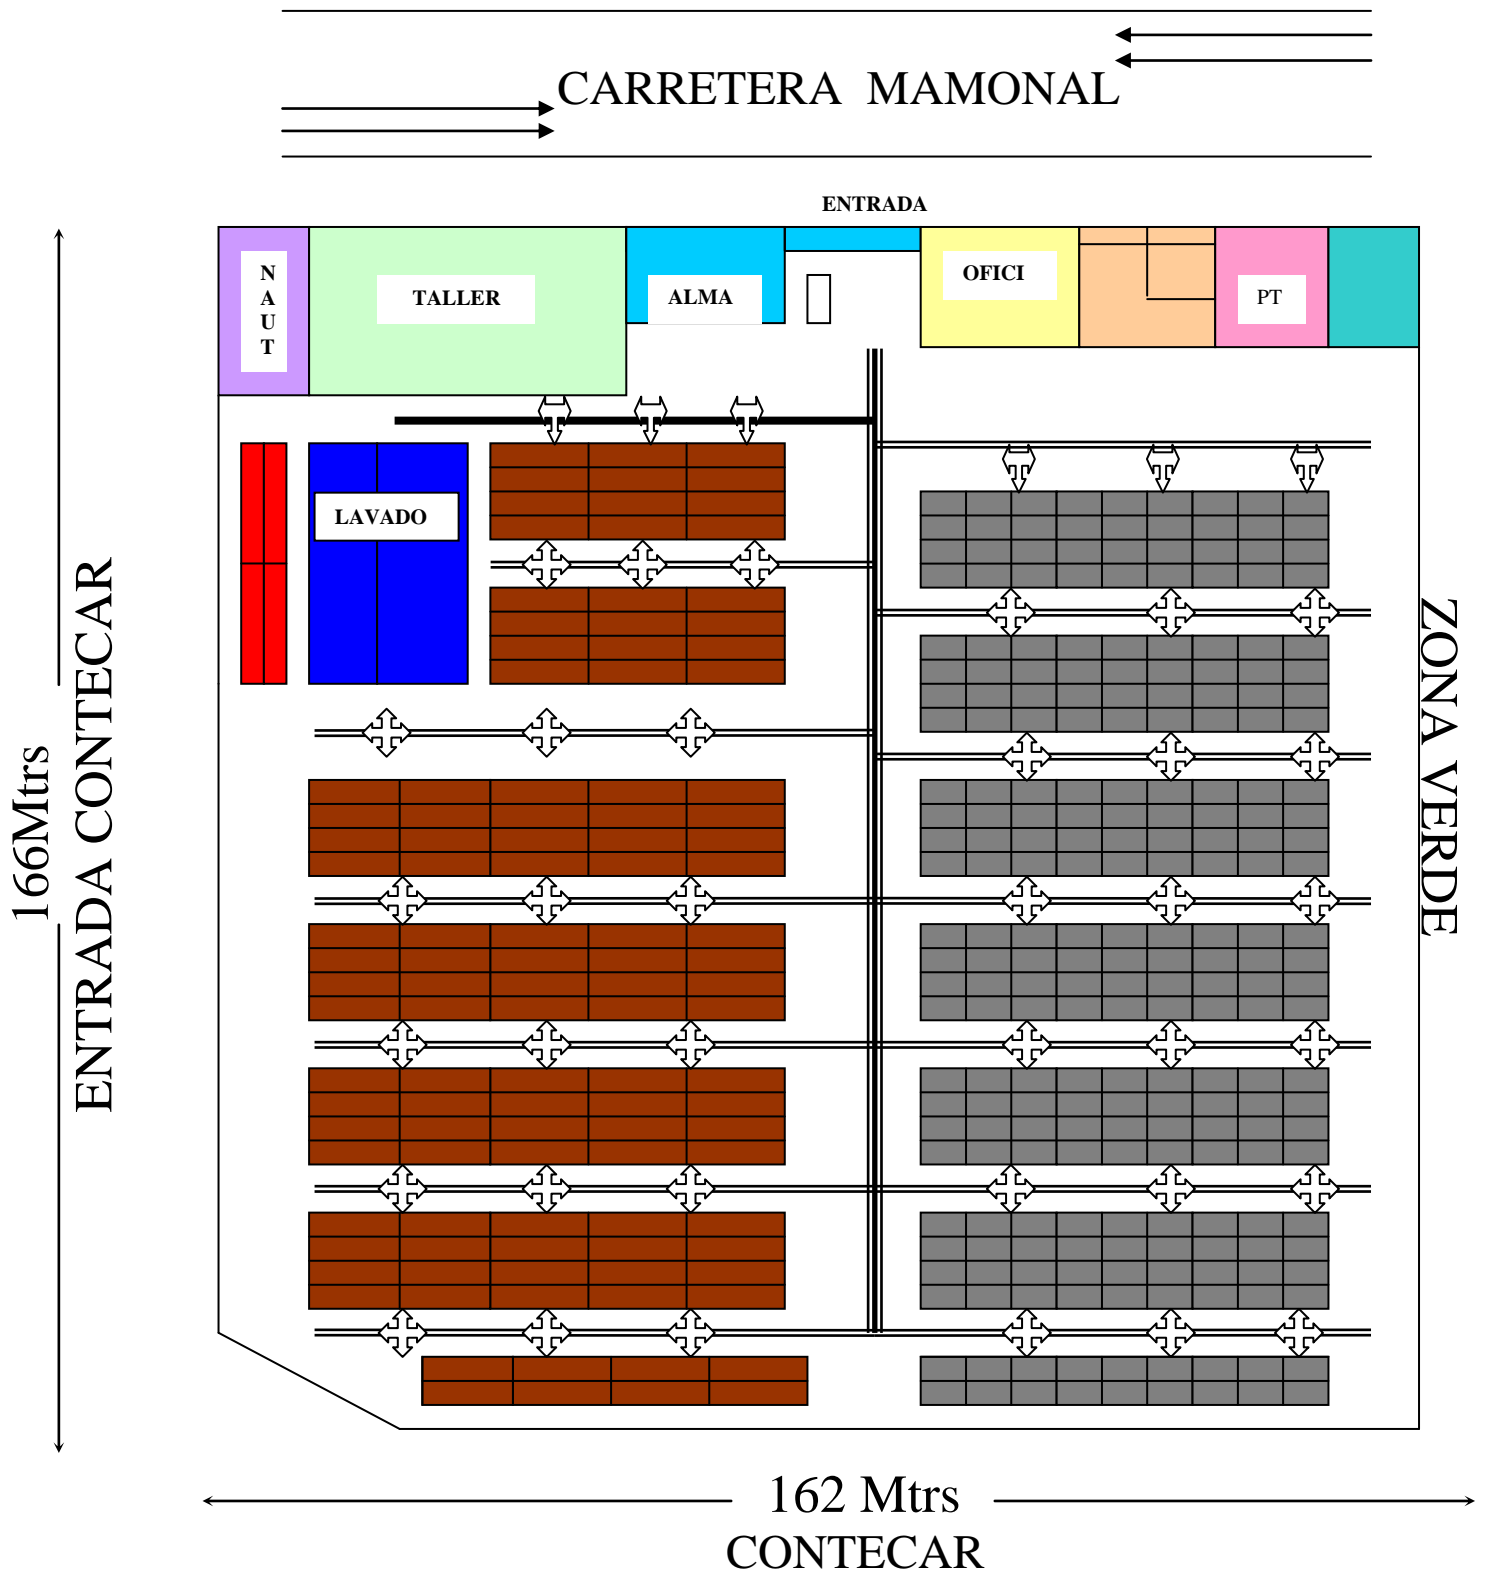 CARRETERA MAMONAL
ENTRADA
N
A
U
T
TALLER
ALMA
OFICI
PT
LAVADO
166Mtrs
ENTRADA CONTECAR
ZONA VERDE
162 Mtrs
CONTECAR